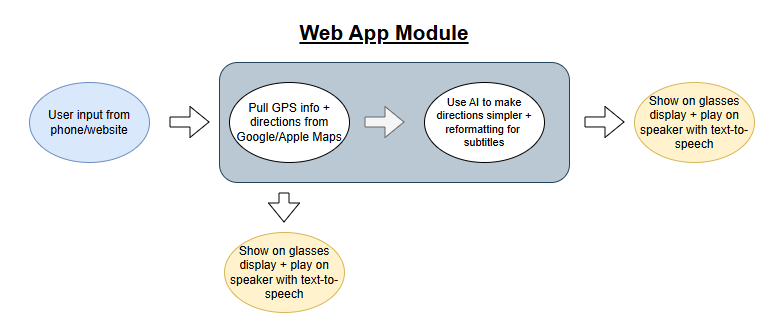 Web App Module
User input from
phone/website
Pull GPS info +
directions from
Google/Apple Maps
Use AI to make
directions simpler +
reformatting for
subtitles
Show on glasses
display + play on
speaker with text-to-
speech
Show on glasses
display + play on
speaker with text-to-
speech